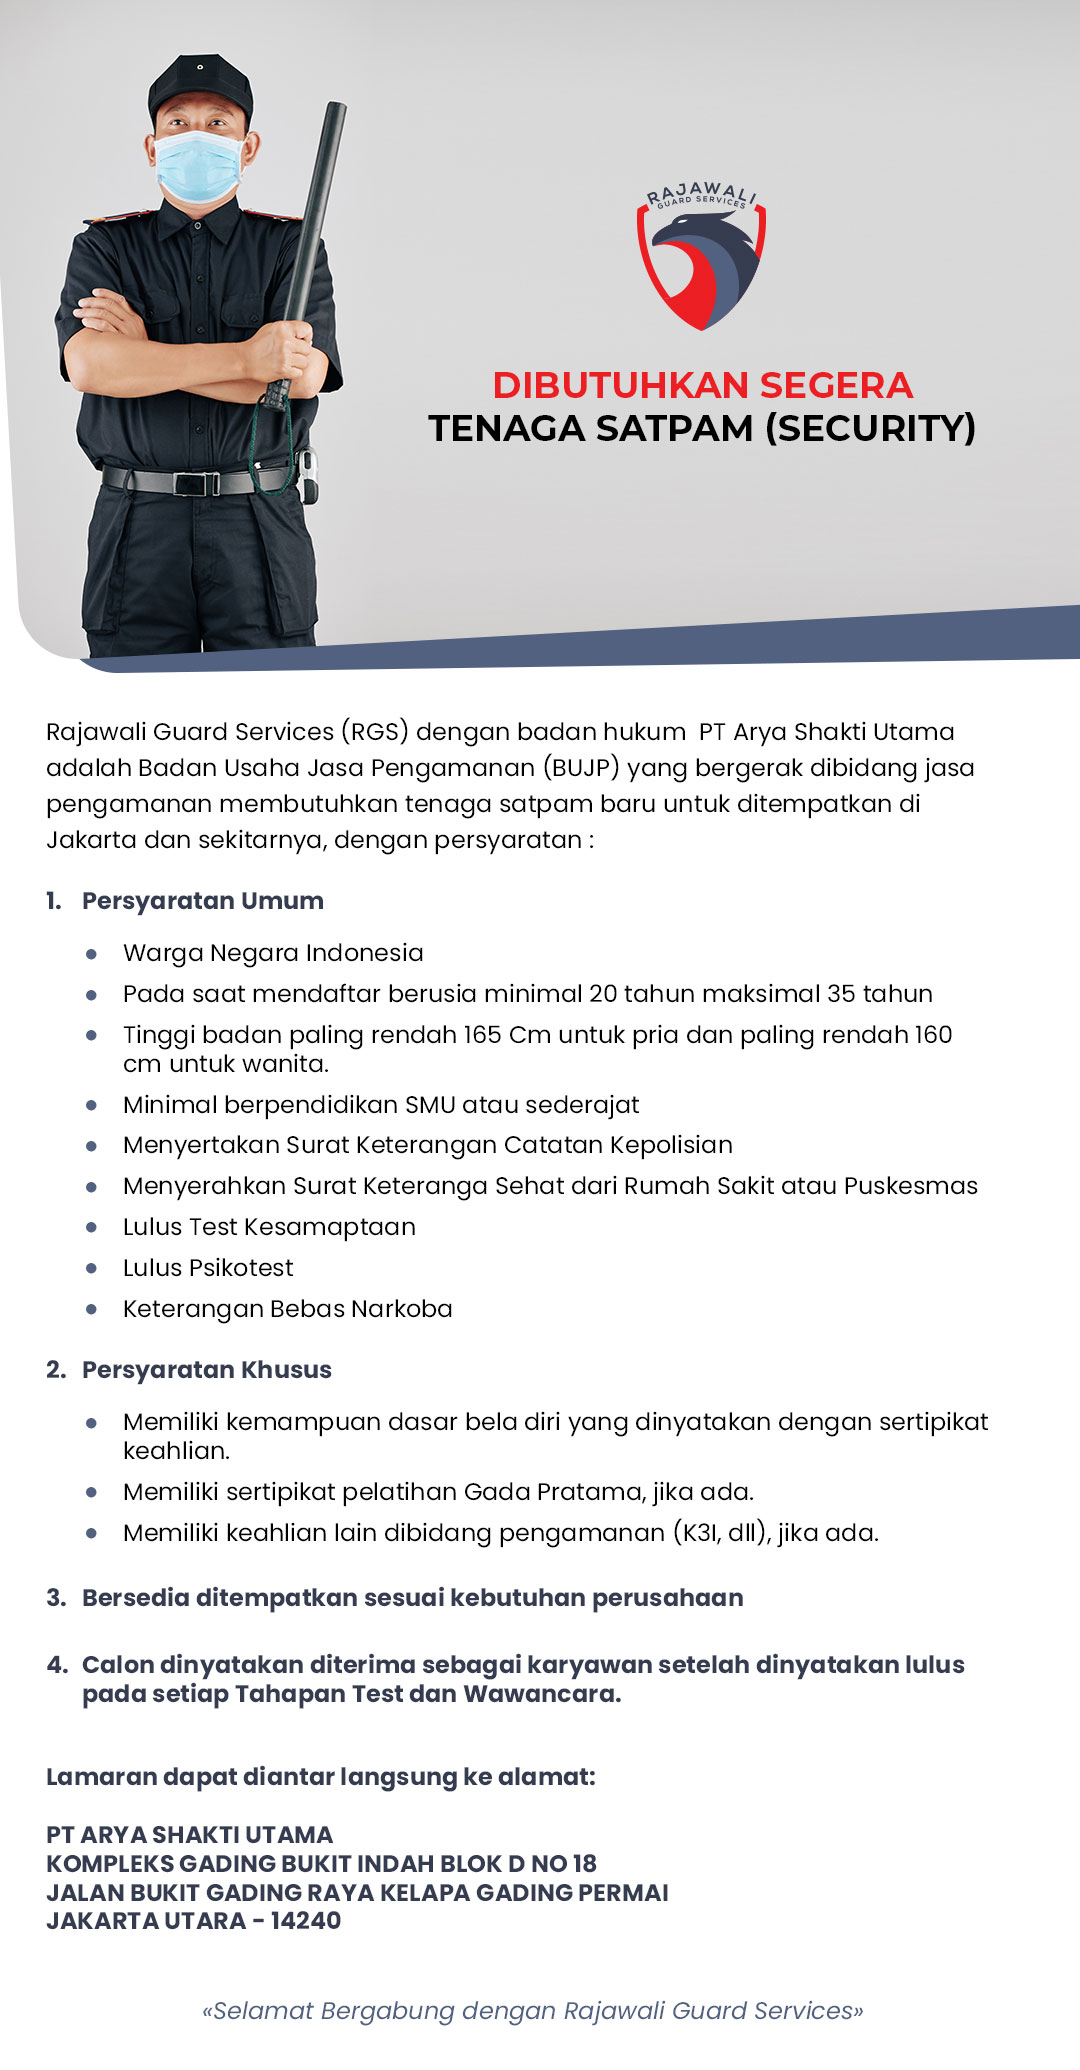 RAJAWALI
GUARD SERVICES
DIBUTUHKAN SEGERA
TENAGA SATPAM (SECURITY)
Rajawali Guard Services (RGS) dengan badan hukum PT Arya Shakti Utama
adalah Badan Usaha Jasa Pengamanan (BUJP) yang bergerak dibidang jasa
pengamanan membutuhkan tenaga satpam baru untuk ditempatkan di
Jakarta dan sekitarnya, dengan persyaratan :
1. Persyaratan Umum
● Warga Negara Indonesia
● Pada saat mendaftar berusia minimal 20 tahun maksimal 35 tahun
● Tinggi badan paling rendah 165 Cm untuk pria dan paling rendah 160
cm untuk wanita.
● Minimal berpendidikan SMU atau sederajat
● Menyertakan Surat Keterangan Catatan Kepolisian
● Menyerahkan Surat Keteranga Sehat dari Rumah Sakit atau Puskesmas
● Lulus Test Kesamaptaan
● Lulus Psikotest
● Keterangan Bebas Narkoba
2. Persyaratan Khusus
● Memiliki kemampuan dasar bela diri yang dinyatakan dengan sertipikat
keahlian.
● Memiliki sertipikat pelatihan Gada Pratama, jika ada.
● Memiliki keahlian lain dibidang pengamanan (K3I, dll), jika ada.
3. Bersedia ditempatkan sesuai kebutuhan perusahaan
4. Calon dinyatakan diterima sebagai karyawan setelah dinyatakan lulus
pada setiap Tahapan Test dan Wawancara.
Lamaran dapat diantar langsung ke alamat:
PT ARYA SHAKTI UTAMA
KOMPLEKS GADING BUKIT INDAH BLOK D NO 18
JALAN BUKIT GADING RAYA KELAPA GADING PERMAI
JAKARTA UTARA - 14240
«Selamat Bergabung dengan Rajawali Guard Services»